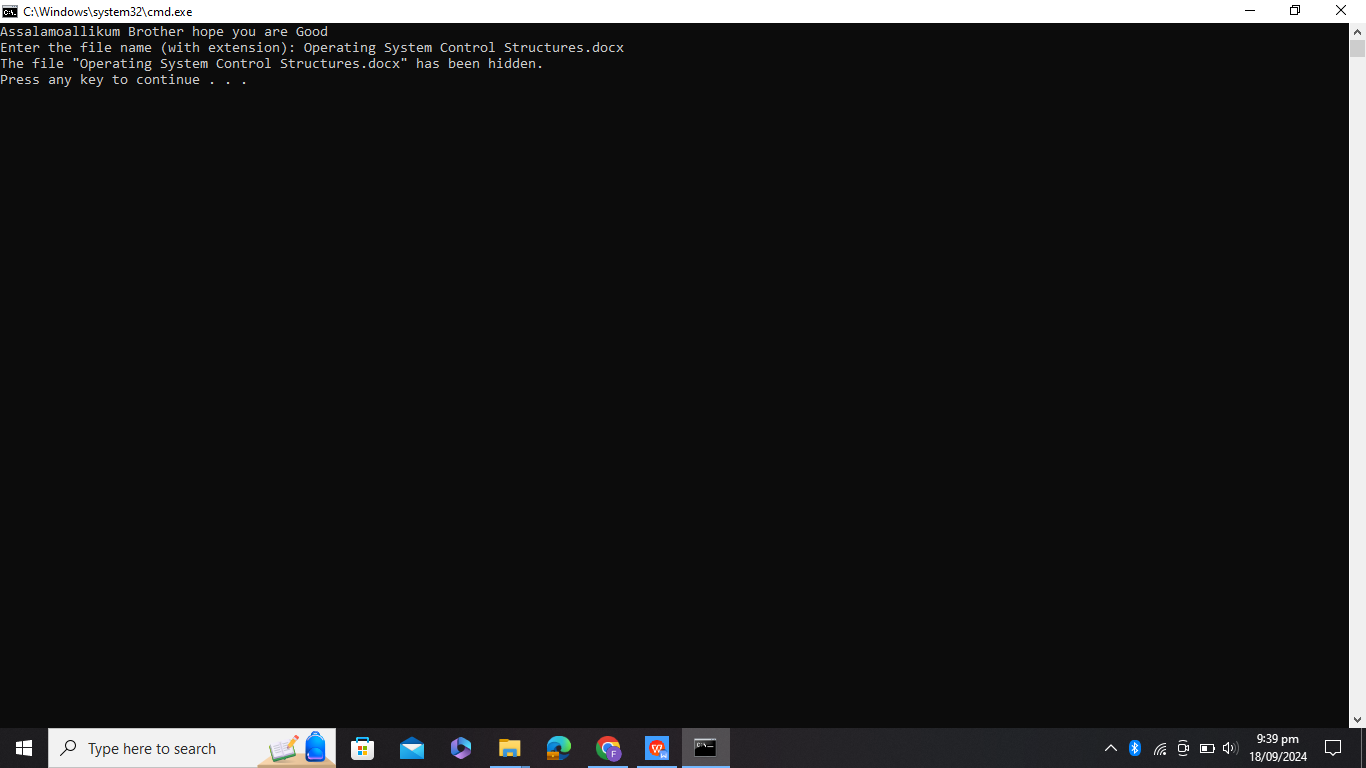 C:\Windows\system32\cmd.exe
Assalamoallikum Brother hope you are Good
Enter the file name (with extension): Operating System Control Structures.docx
The file "Operating System Control Structures.docx" has been hidden.
Press any key to continue . . .
Type here to search
9:39 pm
18/09/2024